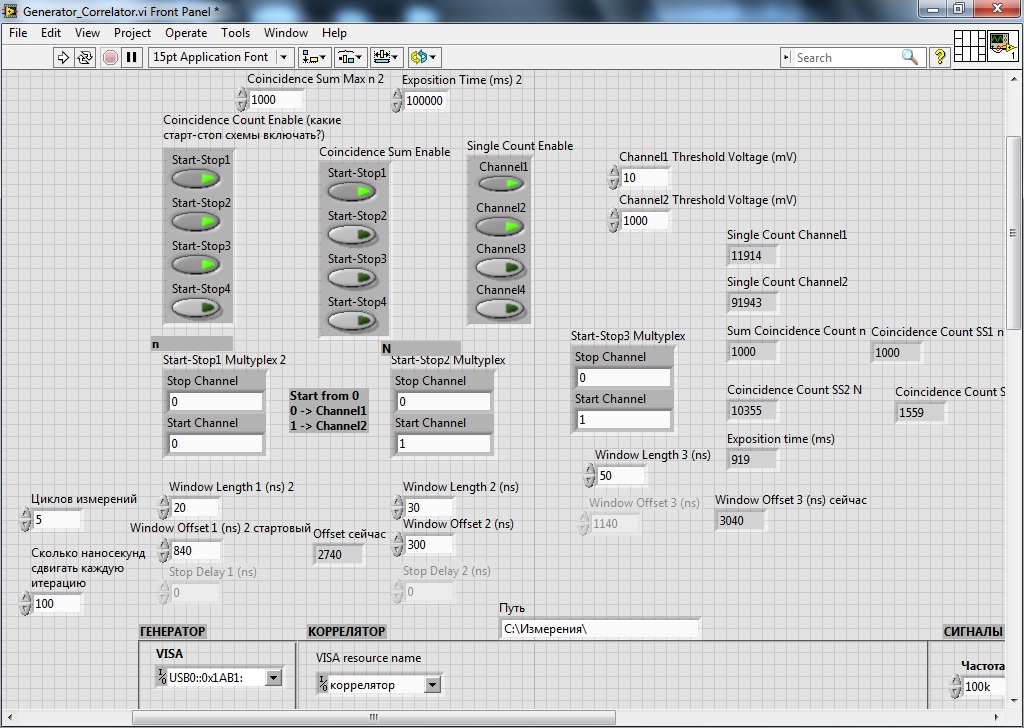 Generator_Correlator.vi Front Panel *
File Edit View Project Operate Tools Window Help
15pt Application Font
Search
?
1
Coincidence Sum Max n 2
1000
Exposition Time (ms) 2
100000
Coincidence Count Enable (какие
старт-стоп схемы включать?)
Start-Stop1
Start-Stop2
Start-Stop3
Start-Stop4
Coincidence Sum Enable
Start-Stop1
Start-Stop2
Start-Stop3
Start-Stop4
Single Count Enable
Channel1
Channel2
Channel3
Channel4
Channel1 Threshold Voltage (mV)
10
Channel2 Threshold Voltage (mV)
1000
Single Count Channel1
11914
Single Count Channel2
91943
Sum Coincidence Count n
1000
Coincidence Count SS1 n
1000
Coincidence Count SS2 N
10355
Coincidence Count S
1559
Exposition time (ms)
919
n
Start-Stop1 Multyplex 2
Stop Channel
0
Start Channel
0
Start from 0
0 -> Channel1
1 -> Channel2
N
Start-Stop2 Multyplex
Stop Channel
0
Start Channel
1
Start-Stop3 Multyplex
Stop Channel
0
Start Channel
1
Window Length 3 (ns)
50
Window Offset 3 (ns)
1140
Window Offset 3 (ns) сейчас
3040
Циклов измерений
5
Сколько наносекунд
сдвигать каждую
итерацию
100
Window Length 1 (ns) 2
20
Window Offset 1 (ns) 2 стартовый
840
Offset сейчас
2740
Stop Delay 1 (ns)
0
Window Length 2 (ns)
30
Window Offset 2 (ns)
300
Stop Delay 2 (ns)
0
Путь
C:\Измерения\
ГЕНЕРАТОР
VISA
USB0::0x1AB1:
КОРРЕЛЯТОР
VISA resource name
коррелятор
СИГНАЛЫ
Частота
100k